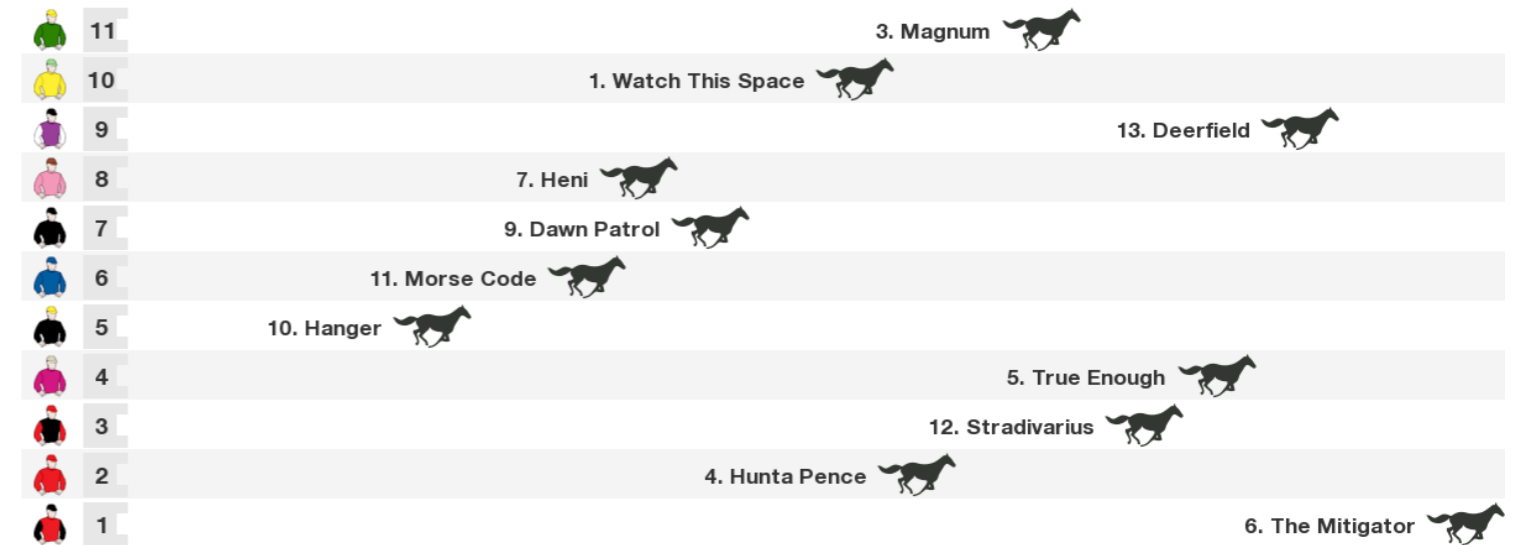 11 3. Magnum
10 1. Watch This Space
9 13. Deerfield
8 7. Heni
7 9. Dawn Patrol
6 11. Morse Code
5 10. Hanger
4 5. True Enough
3 12. Stradivarius
2 4. Hunta Pence
1 6. The Mitigator